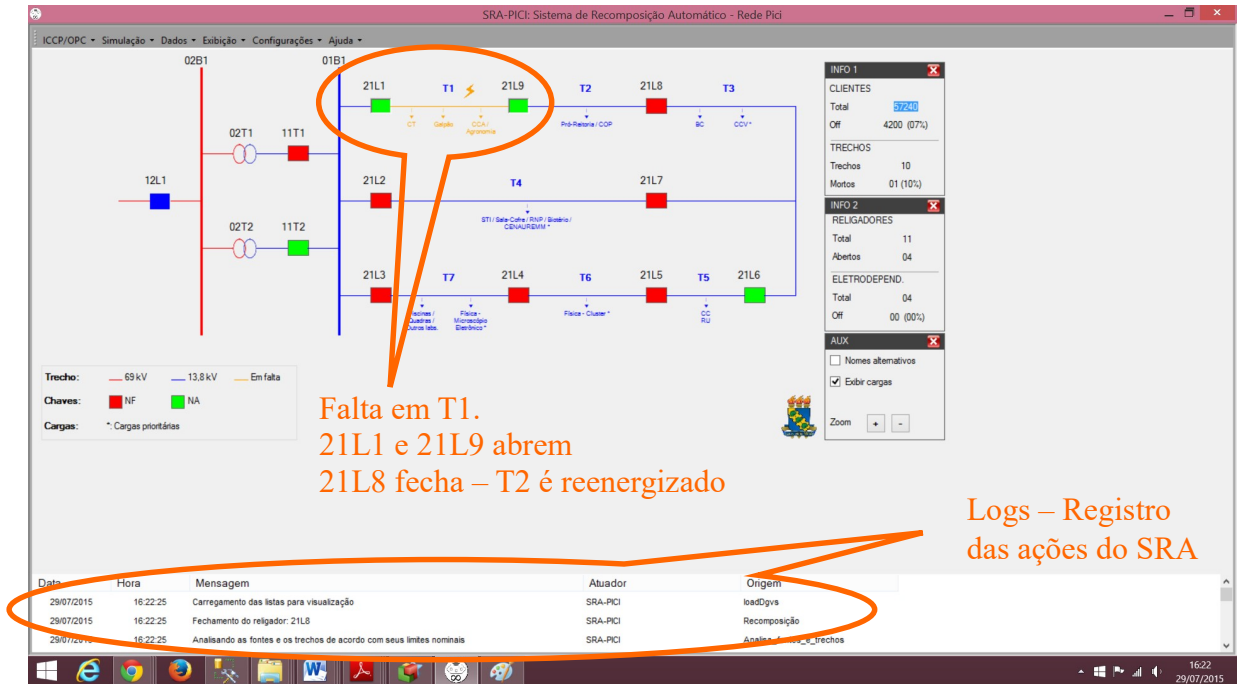 SRA-PICI: Sistema de Recomposição Automático - Rede Pici
ICCP/OPC Simulação Dados Exibição Configurações Ajuda
02B1 01B1
21L1 T1 21L9 T2 21L8 T3
CT Galpão CCA / Agronomia Pró-Reitoria / COP BC CCV *
02T1 11T1
12L1
21L2 T4 21L7
STI / Sala-Cofre / RNP / Biotério /
CENAUREMM *
02T2 11T2
21L3 T7 21L4 T6 21L5 T5 21L6
Piscinas / Quadras / Outros labs. Física - Microscópio Eletrônico * Física - Cluster * CC RU
INFO 1
CLIENTES
Total 57240
Off 4200 (07%)
TRECHOS
Trechos 10
Mortos 01 (10%)
INFO 2
RELIGADORES
Total 11
Abertos 04
ELETRODEPEND.
Total 04
Off 00 (00%)
AUX
Nomes alternativos
Exibir cargas
Zoom + -
Trecho: 69 kV 13,8 kV Em falta
Chaves: NF NA
Cargas: *: Cargas prioritárias
Falta em T1.
21L1 e 21L9 abrem
21L8 fecha – T2 é reenergizado
Logs – Registro
das ações do SRA
Data Hora Mensagem Atuador Origem
29/07/2015 16:22:25 Carregamento das listas para visualização SRA-PICI loadDgvs
29/07/2015 16:22:25 Fechamento do religador: 21L8 SRA-PICI Recomposição
29/07/2015 16:22:25 Analisando as fontes e os trechos de acordo com seus limites nominais SRA-PICI Analisa_fontes_e_trechos
16:22
29/07/2015